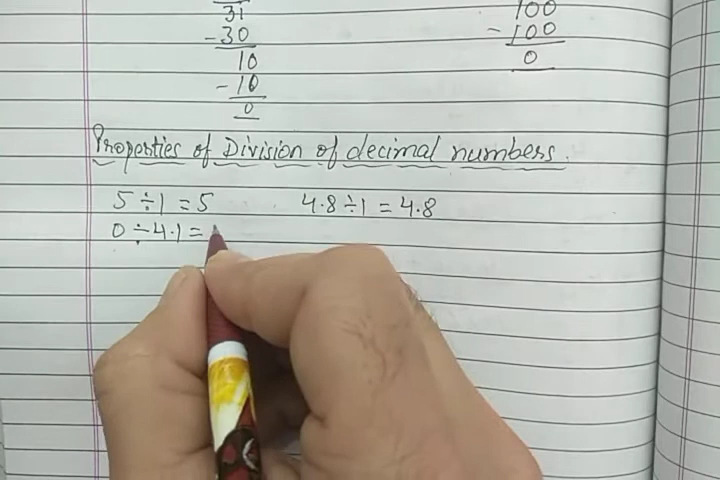 31
-30
10
-10
0
100
-100
0
Properties of Division of decimal numbers.
5 ÷ 1 = 5 4.8 ÷ 1 = 4.8
0 ÷ 4.1 =